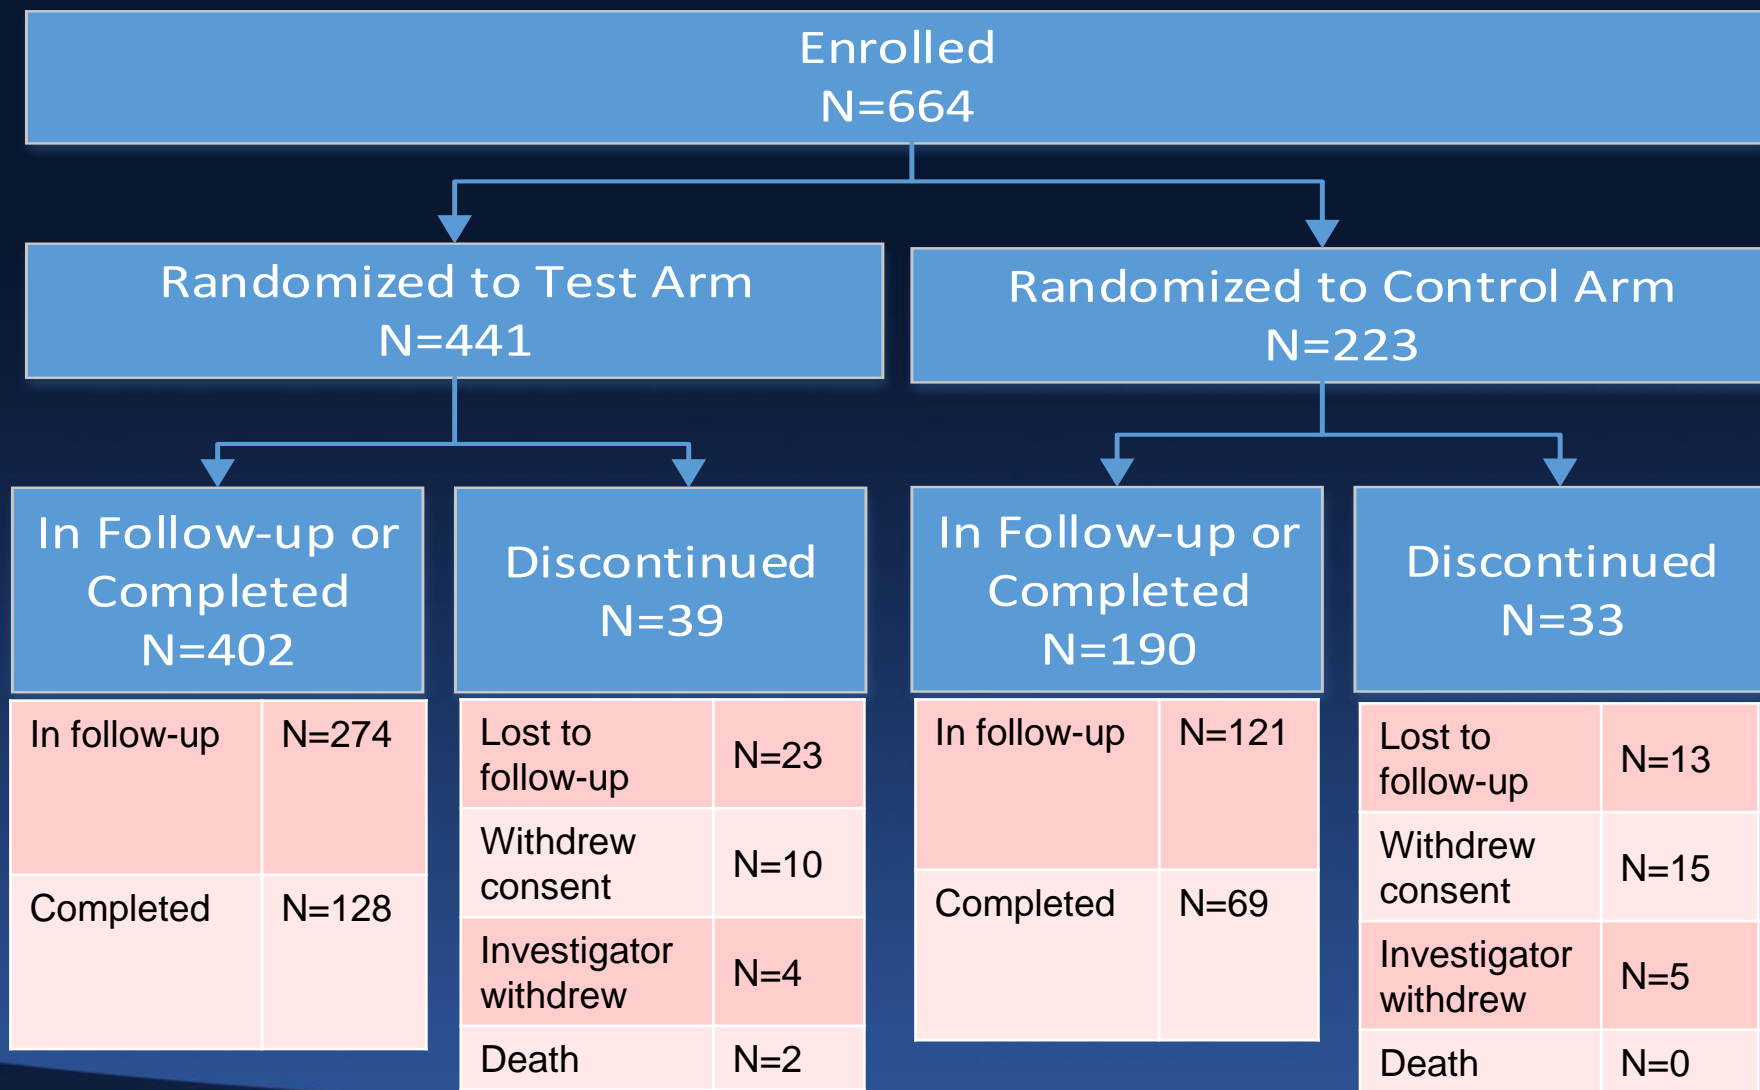 Enrolled
N=664
Randomized to Test Arm
N=441
Randomized to Control Arm
N=223
In Follow-up or
Completed
N=402
Discontinued
N=39
In Follow-up or
Completed
N=190
Discontinued
N=33
In follow-up N=274
Completed N=128
Lost to
follow-up N=23
Withdrew
consent N=10
Investigator
withdrew N=4
Death N=2
In follow-up N=121
Completed N=69
Lost to
follow-up N=13
Withdrew
consent N=15
Investigator
withdrew N=5
Death N=0